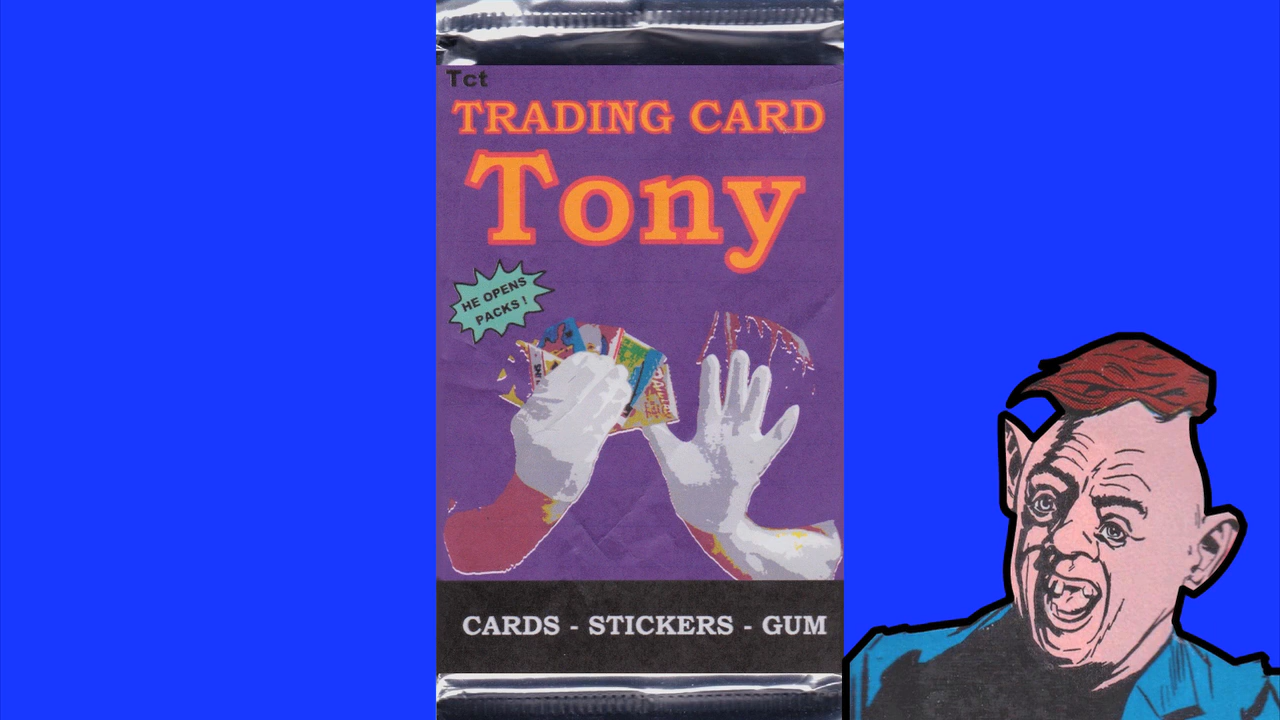 Tct
TRADING CARD
Tony
HE OPENS
PACKS!
CARDS - STICKERS - GUM